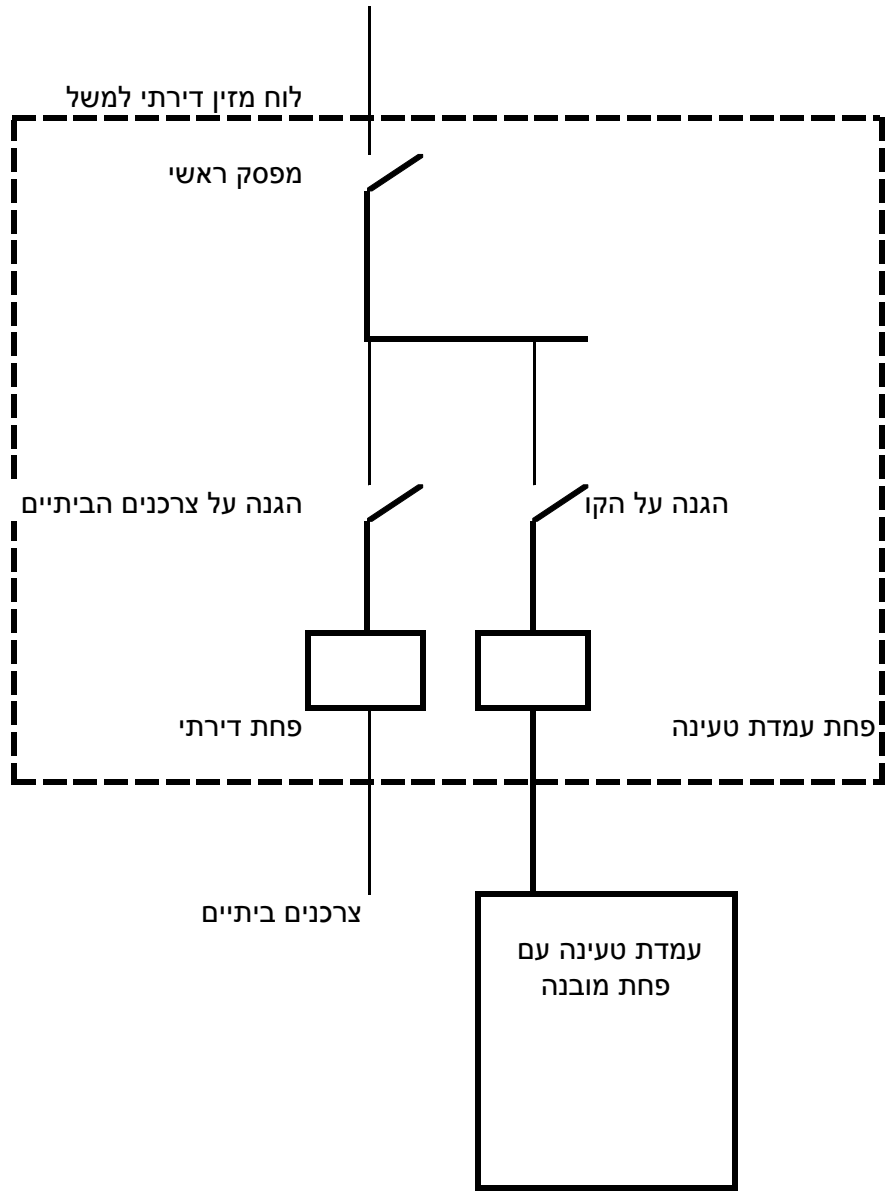 לוח מזין דירתי למשל
מפסק ראשי
הגנה על הקו
הגנה על צרכנים הביתיים
פחת עמדת טעינה
פחת דירתי
צרכנים ביתיים
עמדת טעינה עם
פחת מובנה